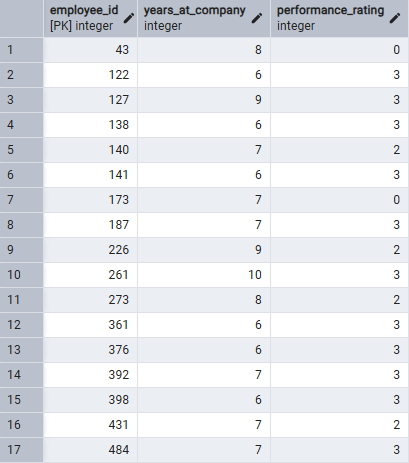 employee_id years_at_company performance_rating
[PK] integer integer integer
1 43 8 0
2 122 6 3
3 127 9 3
4 138 6 3
5 140 7 2
6 141 6 3
7 173 7 0
8 187 7 3
9 226 9 2
10 261 10 3
11 273 8 2
12 361 6 3
13 376 6 3
14 392 7 3
15 398 6 3
16 431 7 2
17 484 7 3